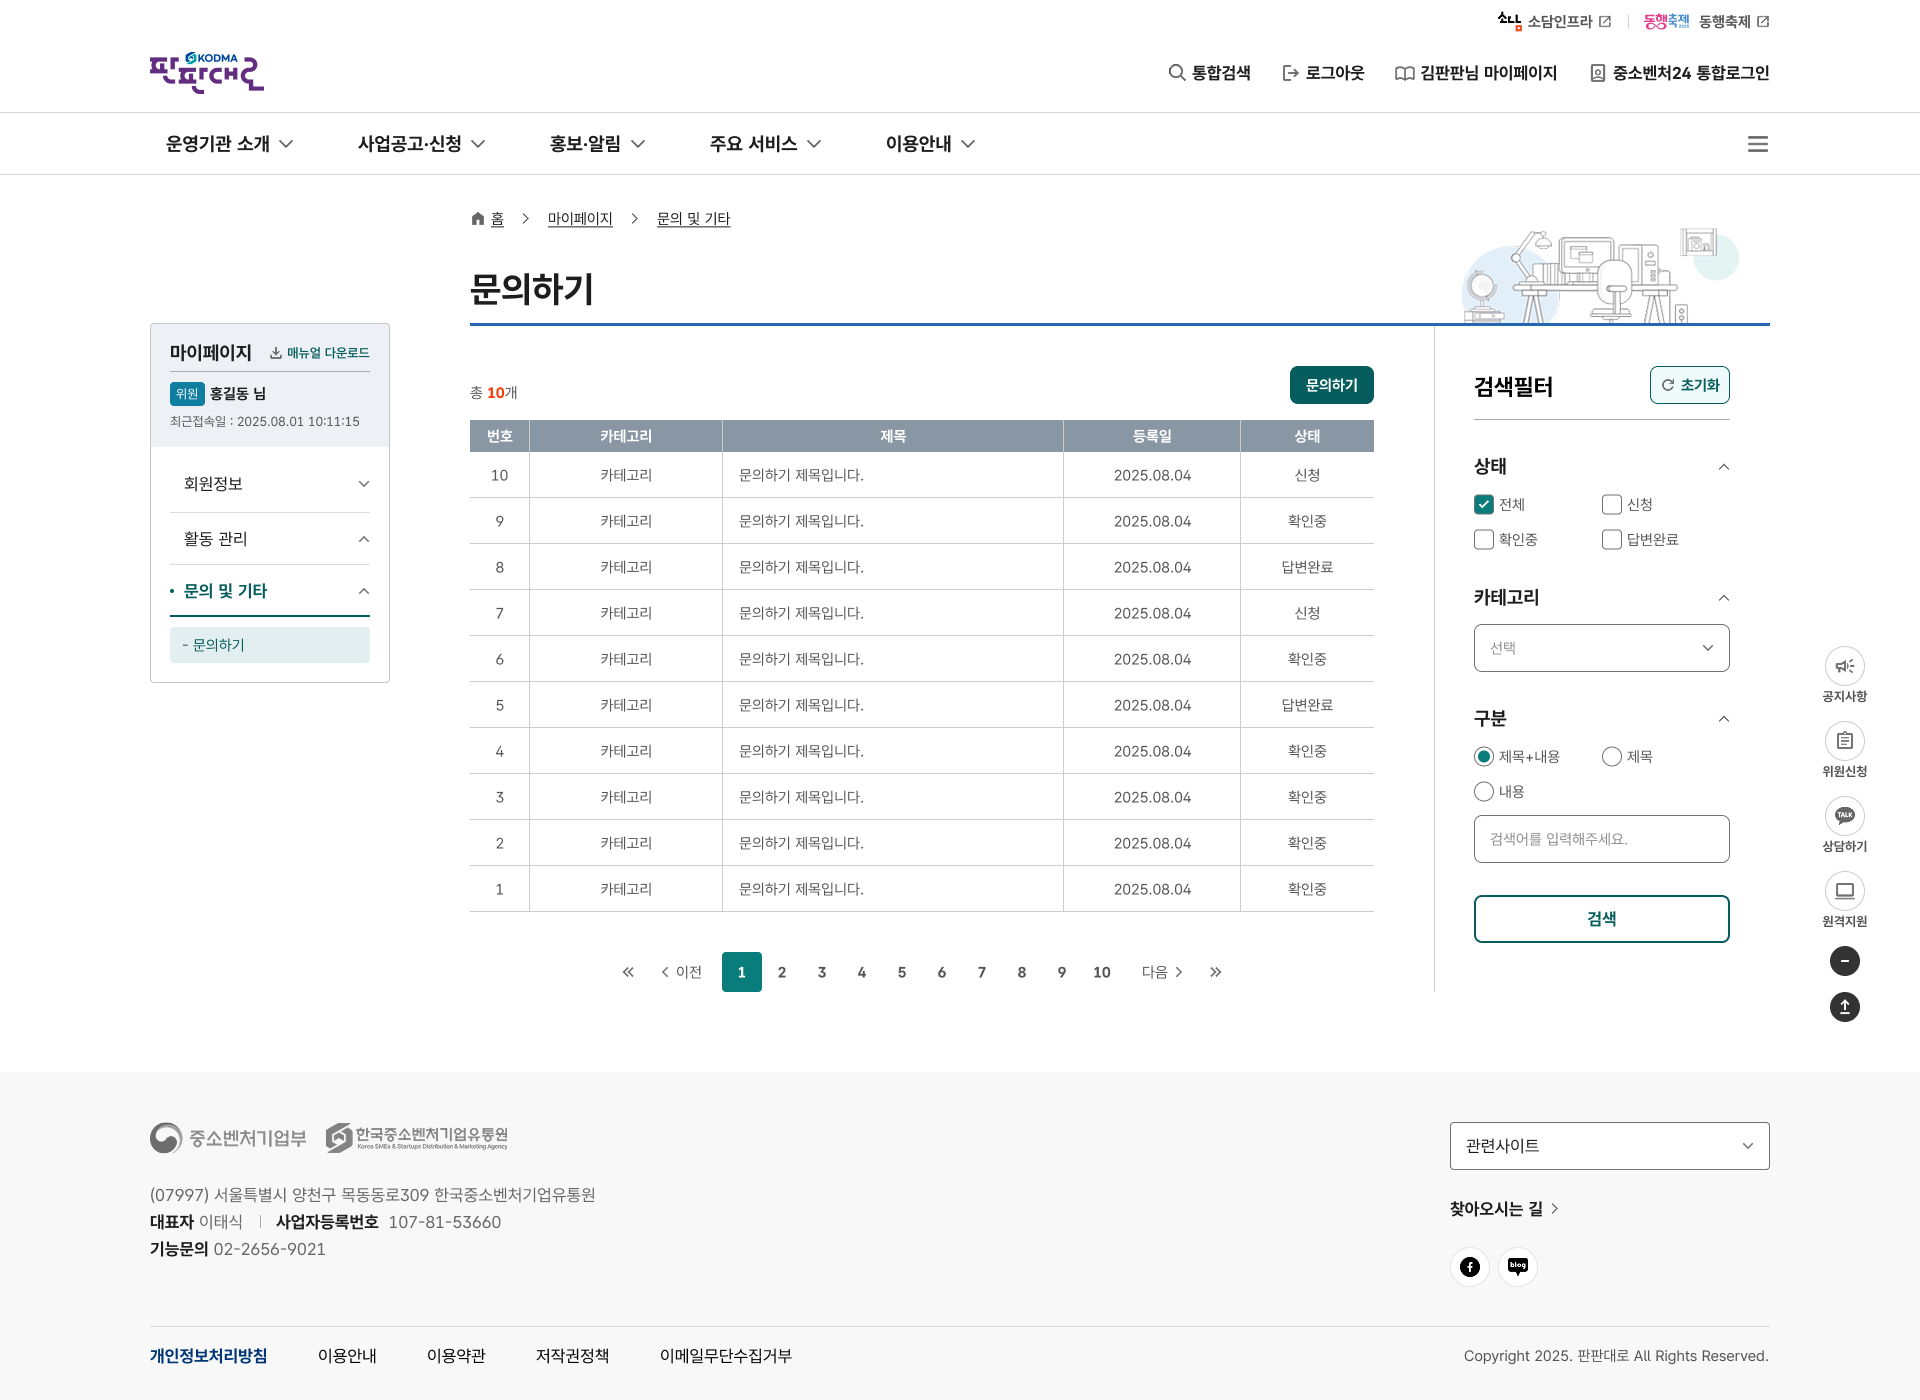 소담인프라
동행축제 2025 동행축제
KODMA
판판대로
통합검색
로그아웃
김판판님 마이페이지
중소벤처24 통합로그인
운영기관 소개
사업공고·신청
홍보·알림
주요 서비스
이용안내
홈
마이페이지
문의 및 기타
문의하기
마이페이지
매뉴얼 다운로드
위원 홍길동 님
최근접속일 : 2025.08.01 10:11:15
회원정보
활동 관리
문의 및 기타
- 문의하기
총 10개
문의하기
번호 카테고리 제목 등록일 상태
10 카테고리 문의하기 제목입니다. 2025.08.04 신청
9 카테고리 문의하기 제목입니다. 2025.08.04 확인중
8 카테고리 문의하기 제목입니다. 2025.08.04 답변완료
7 카테고리 문의하기 제목입니다. 2025.08.04 신청
6 카테고리 문의하기 제목입니다. 2025.08.04 확인중
5 카테고리 문의하기 제목입니다. 2025.08.04 답변완료
4 카테고리 문의하기 제목입니다. 2025.08.04 확인중
3 카테고리 문의하기 제목입니다. 2025.08.04 확인중
2 카테고리 문의하기 제목입니다. 2025.08.04 확인중
1 카테고리 문의하기 제목입니다. 2025.08.04 확인중
이전 1 2 3 4 5 6 7 8 9 10 다음
검색필터
초기화
상태
전체 신청
확인중 답변완료
카테고리
선택
구분
제목+내용 제목
내용
검색어를 입력해주세요.
검색
공지사항
위원신청
TALK
상담하기
원격지원
중소벤처기업부
한국중소벤처기업유통원
Korea SMEs & Startups Distribution & Marketing Agency
(07997) 서울특별시 양천구 목동동로309 한국중소벤처기업유통원
대표자 이태식 사업자등록번호 107-81-53660
기능문의 02-2656-9021
관련사이트
찾아오시는 길
blog
개인정보처리방침
이용안내
이용약관
저작권정책
이메일무단수집거부
Copyright 2025. 판판대로 All Rights Reserved.